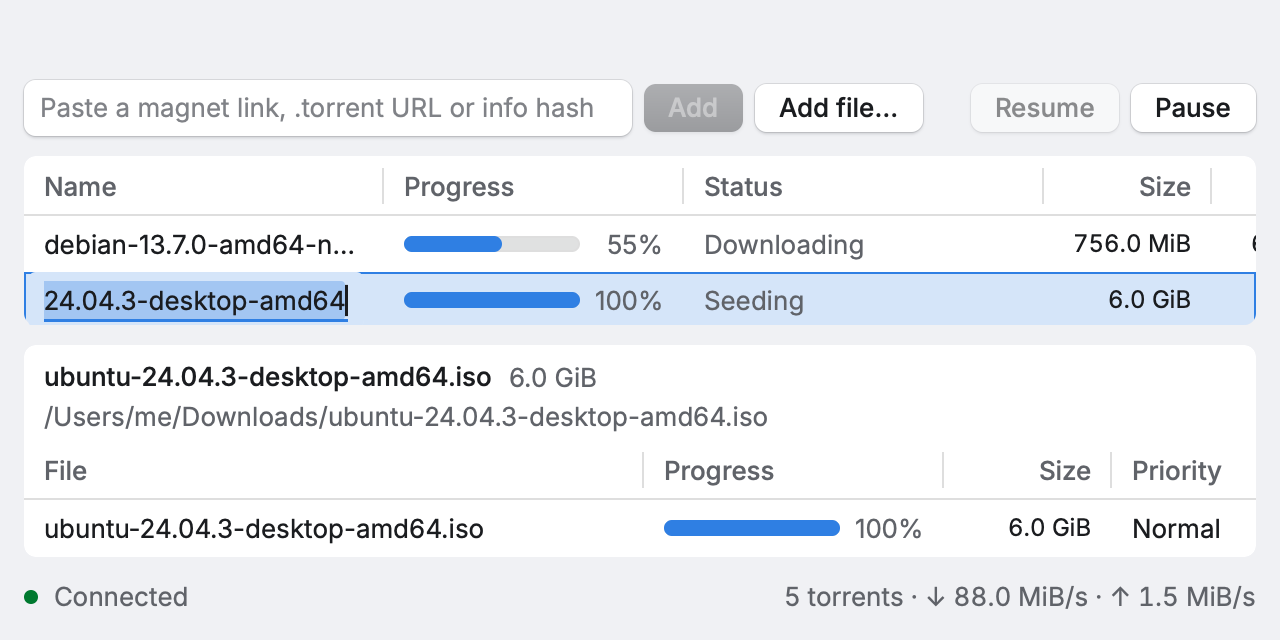 Paste a magnet link, .torrent URL or info hash Add Add file... Resume Pause
Name Progress Status Size
debian-13.7.0-amd64-n... 55% Downloading 756.0 MiB
24.04.3-desktop-amd64 100% Seeding 6.0 GiB
ubuntu-24.04.3-desktop-amd64.iso 6.0 GiB
/Users/me/Downloads/ubuntu-24.04.3-desktop-amd64.iso
File Progress Size Priority
ubuntu-24.04.3-desktop-amd64.iso 100% 6.0 GiB Normal
Connected 5 torrents · ↓ 88.0 MiB/s · ↑ 1.5 MiB/s